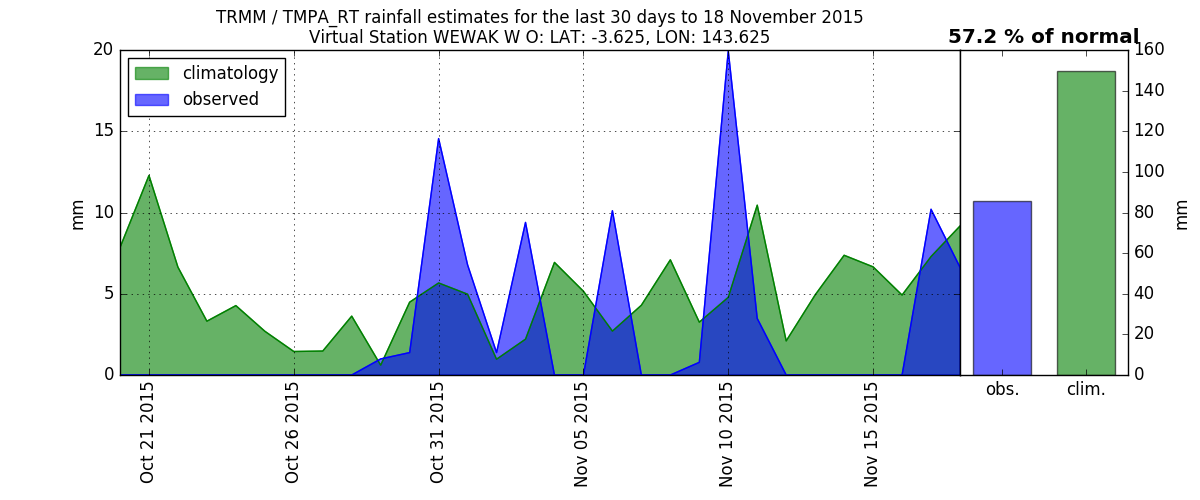 TRMM / TMPA_RT rainfall estimates for the last 30 days to 18 November 2015
Virtual Station WEWAK W O: LAT: -3.625, LON: 143.625
57.2 % of normal
climatology
observed
mm
20
15
10
5
0
Oct 21 2015
Oct 26 2015
Oct 31 2015
Nov 05 2015
Nov 10 2015
Nov 15 2015
obs.
clim.
160
140
120
100
80
60
40
20
0
mm